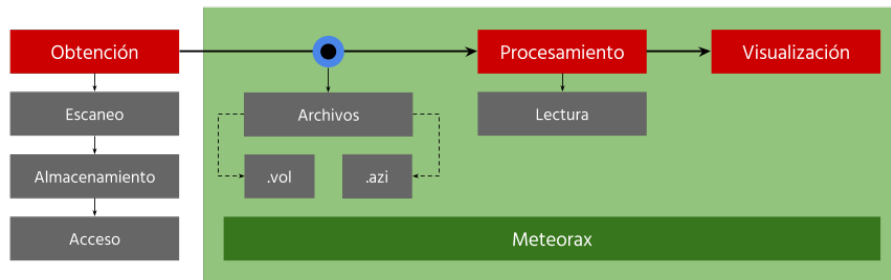 Obtención
Procesamiento
Visualización
Escaneo
Archivos
Lectura
Almacenamiento
.vol
.azi
Acceso
Meteorax